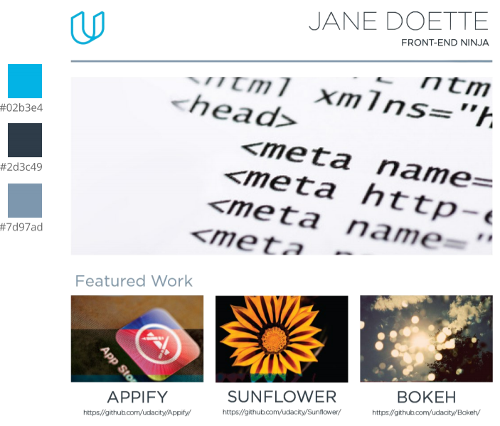 JANE DOETTE
FRONT-END NINJA
#02b3e4
#2d3c49
#7d97ad
<html xmlns="h
<head>
<meta name=
<meta http-e
<meta name="
<meta
Featured Work
App Sto
APPIFY
https://github.com/udacity/Appify/
SUNFLOWER
https://github.com/udacity/Sunflower/
BOKEH
https://github.com/udacity/Bokeh/